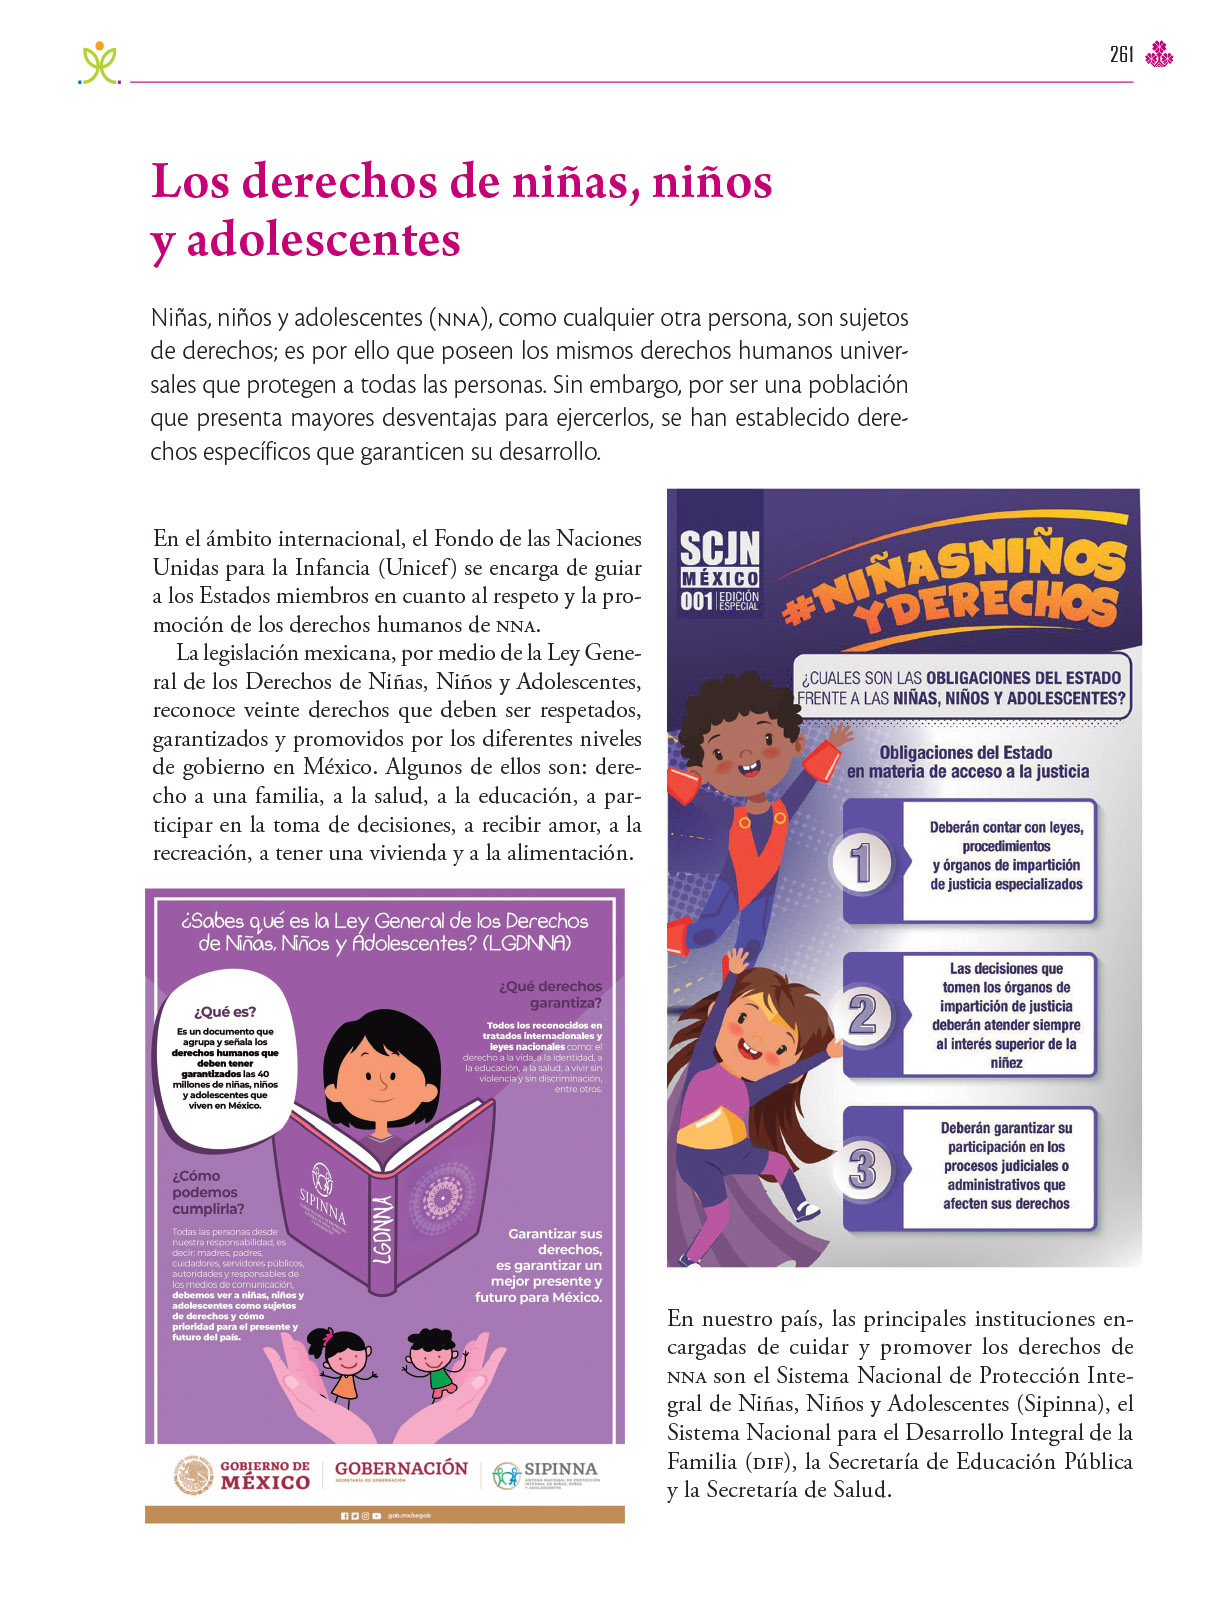 261
Los derechos de niñas, niños
y adolescentes
Niñas, niños y adolescentes (NNA), como cualquier otra persona, son sujetos
de derechos; es por ello que poseen los mismos derechos humanos univer-
sales que protegen a todas las personas. Sin embargo, por ser una población
que presenta mayores desventajas para ejercerlos, se han establecido dere-
chos específicos que garanticen su desarrollo.
En el ámbito internacional, el Fondo de las Naciones
Unidas para la Infancia (Unicef) se encarga de guiar
a los Estados miembros en cuanto al respeto y la pro-
moción de los derechos humanos de NNA.
La legislación mexicana, por medio de la Ley Gene-
ral de los Derechos de Niñas, Niños y Adolescentes,
reconoce veinte derechos que deben ser respetados,
garantizados y promovidos por los diferentes niveles
de gobierno en México. Algunos de ellos son: dere-
cho a una familia, a la salud, a la educación, a par-
ticipar en la toma de decisiones, a recibir amor, a la
recreación, a tener una vivienda y a la alimentación.
¿Sabes qué es la Ley General de los Derechos
de Niñas, Niños y Adolescentes? (LGDNNA)
¿Qué es?
Es un documento que
agrupa y señala los
derechos humanos que
deben tener
garantizados las 40
millones de niñas, niños
y adolescentes que
viven en México.
¿Qué derechos
garantiza?
Todos los reconocidos en
tratados internacionales y
leyes nacionales como: el
derecho a la vida, a la identidad, a
la educación, a la salud, a vivir sin
violencia y sin discriminación,
entre otros.
SIPINNA
LGDNNA
¿Cómo
podemos
cumplirla?
Todas las personas desde
nuestra responsabilidad, es
decir: madres, padres,
cuidadores, servidores públicos,
autoridades y responsables de
los medios de comunicación,
debemos ver a niñas, niños y
adolescentes como sujetos
de derechos y cómo
prioridad para el presente y
futuro del país.
Garantizar sus
derechos,
es garantizar un
mejor presente y
futuro para México.
GOBIERNO DE
MÉXICO
GOBERNACIÓN
SECRETARÍA DE GOBERNACIÓN
SIPINNA
SISTEMA NACIONAL DE PROTECCIÓN
INTEGRAL DE NIÑAS, NIÑOS
Y ADOLESCENTES
gob.mx/segob
SCJN
MÉXICO
001 EDICIÓN
ESPECIAL
#NIÑASNIÑOS
YDERECHOS
¿CUALES SON LAS OBLIGACIONES DEL ESTADO
FRENTE A LAS NIÑAS, NIÑOS Y ADOLESCENTES?
Obligaciones del Estado
en materia de acceso a la justicia
1
Deberán contar con leyes,
procedimientos
y órganos de impartición
de justicia especializados
2
Las decisiones que
tomen los órganos de
impartición de justicia
deberán atender siempre
al interés superior de la
niñez
3
Deberán garantizar su
participación en los
procesos judiciales o
administrativos que
afecten sus derechos
En nuestro país, las principales instituciones en-
cargadas de cuidar y promover los derechos de
NNA son el Sistema Nacional de Protección Inte-
gral de Niñas, Niños y Adolescentes (Sipinna), el
Sistema Nacional para el Desarrollo Integral de la
Familia (DIF), la Secretaría de Educación Pública
y la Secretaría de Salud.